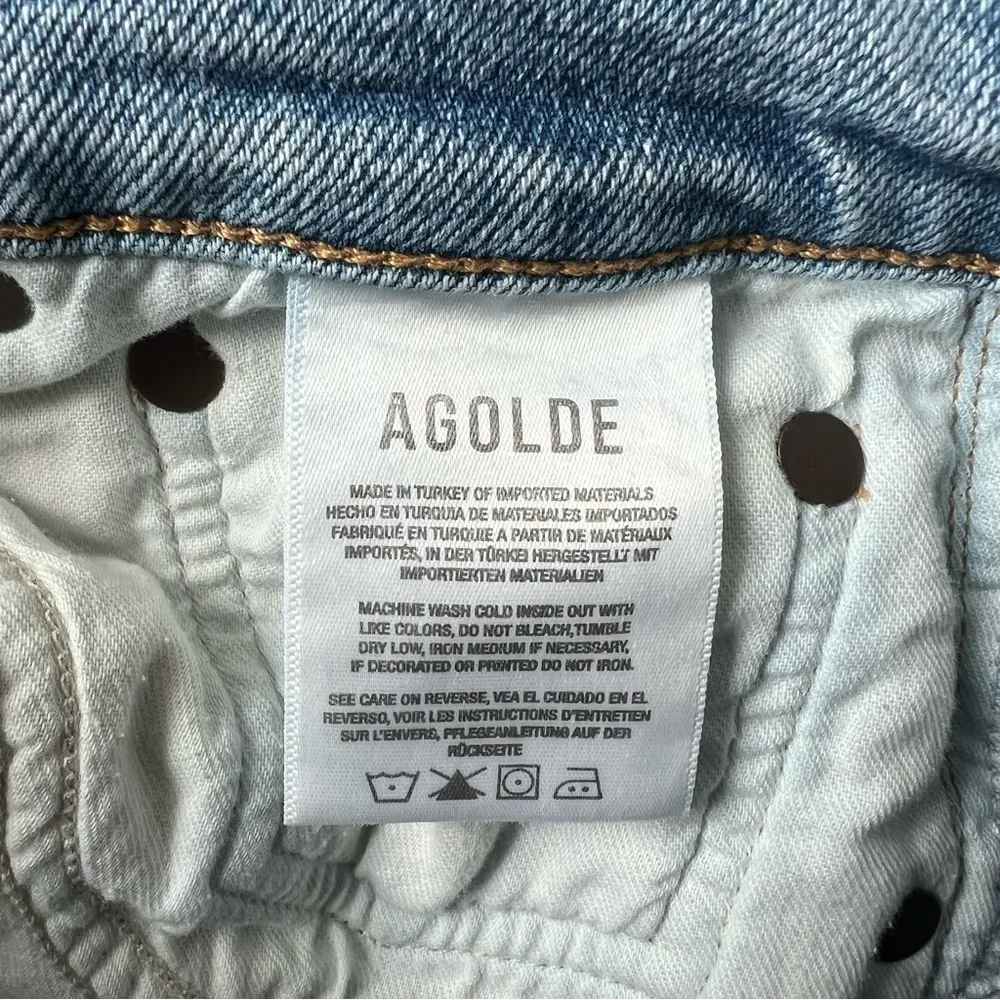 AGOLDE
MADE IN TURKEY OF IMPORTED MATERIALS
HECHO EN TURQUIA DE MATERIALES IMPORTADOS
FABRIQUÉ EN TURQUIE A PARTIR DE MATÉRIAUX
IMPORTÉS, IN DER TÜRKEI HERGESTELLT MIT
IMPORTIERTEN MATERIALIEN
MACHINE WASH COLD INSIDE OUT WITH
LIKE COLORS, DO NOT BLEACH,TUMBLE
DRY LOW, IRON MEDIUM IF NECESSARY,
IF DECORATED OR PRINTED DO NOT IRON.
SEE CARE ON REVERSE, VEA EL CUIDADO EN EL
REVERSO, VOIR LES INSTRUCTIONS D'ENTRETIEN
SUR L'ENVERS, PFLEGEANLEITUNG AUF DER
RÜCKSEITE